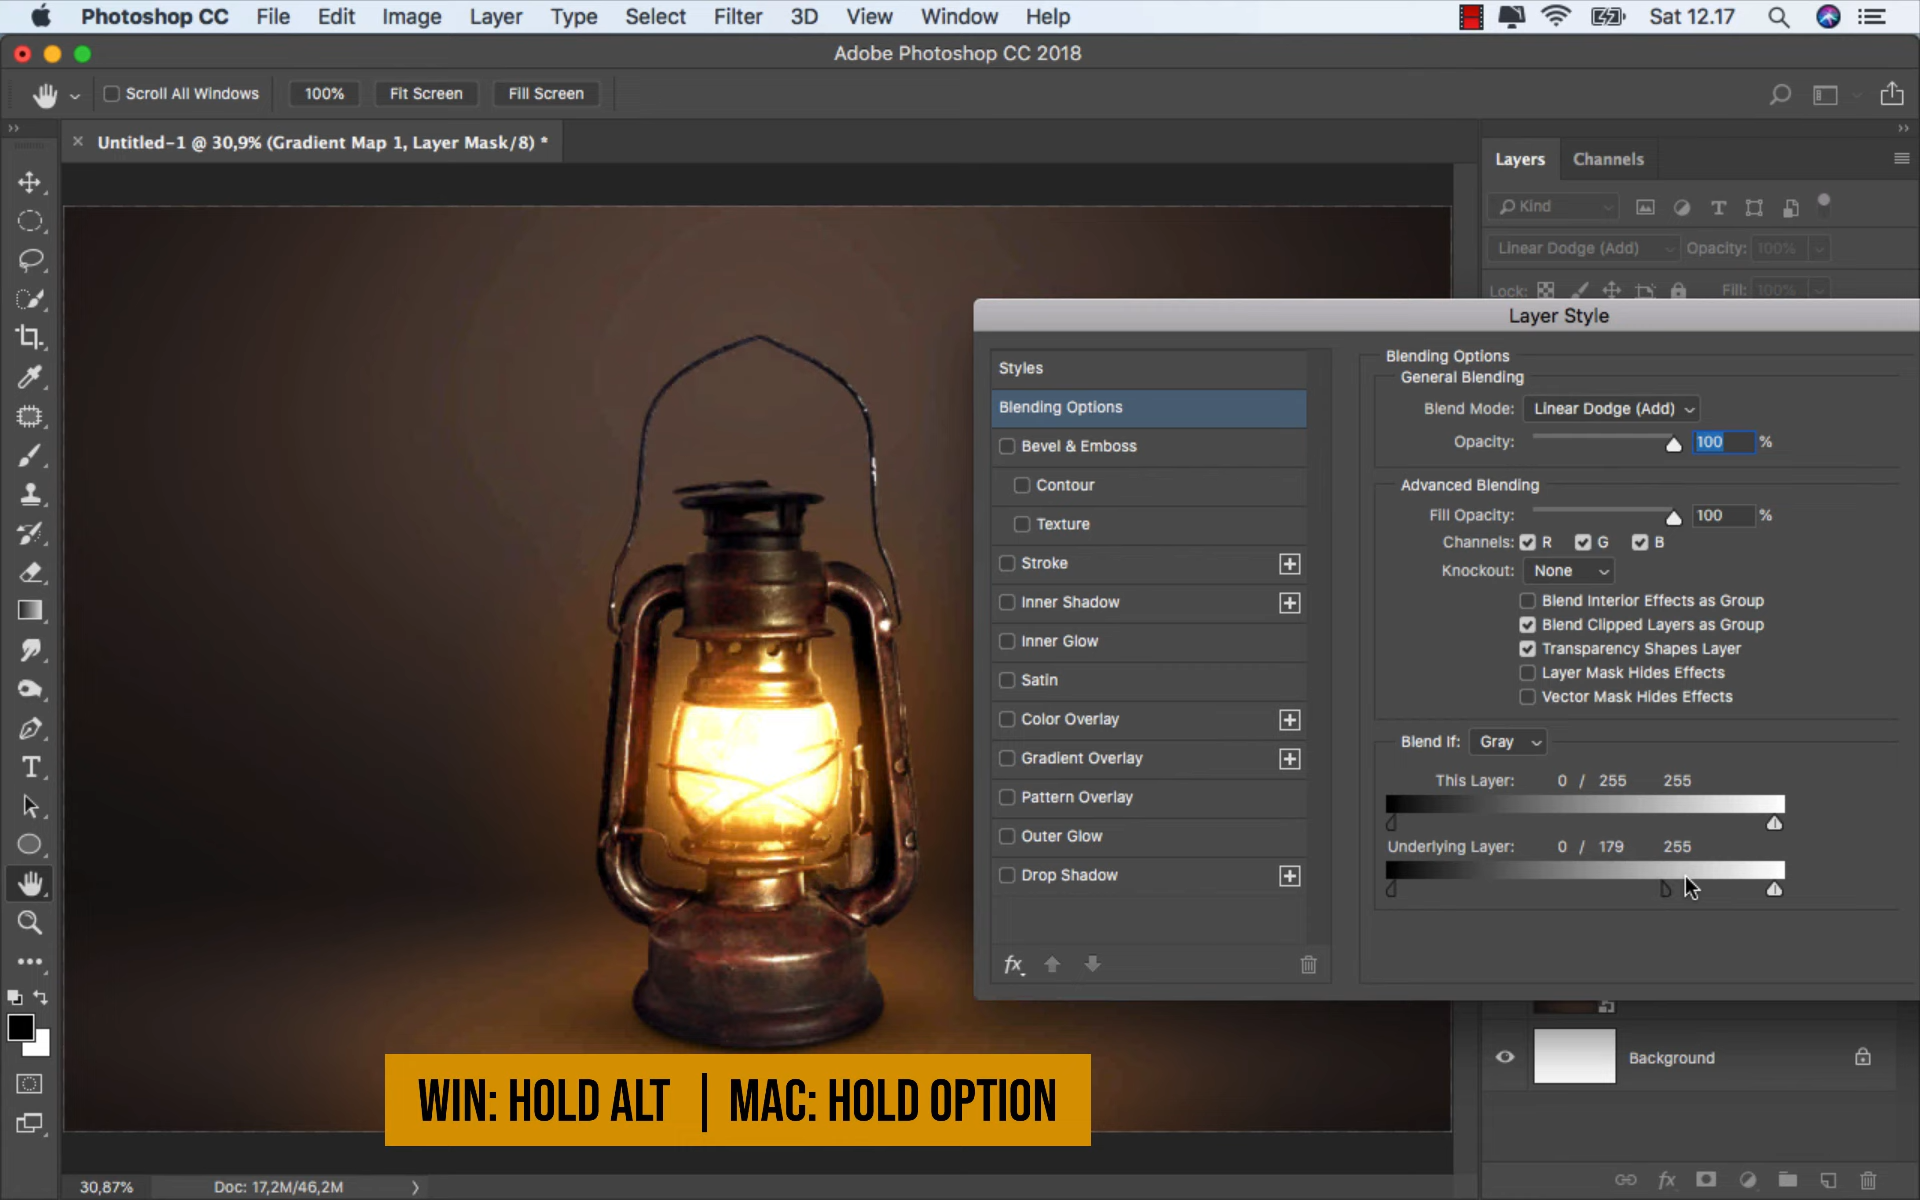 Photoshop CC File Edit Image Layer Type Select Filter 3D View Window Help Sat 12.17
Adobe Photoshop CC 2018
Scroll All Windows 100% Fit Screen Fill Screen
Untitled-1 @ 30,9% (Gradient Map 1, Layer Mask/8) *
Layers Channels
Kind
Linear Dodge (Add) Opacity: 100%
Lock: Fill: 100%
Layer Style
Styles
Blending Options
Bevel & Emboss
Contour
Texture
Stroke
Inner Shadow
Inner Glow
Satin
Color Overlay
Gradient Overlay
Pattern Overlay
Outer Glow
Drop Shadow
fx
Blending Options
General Blending
Blend Mode: Linear Dodge (Add)
Opacity: 100 %
Advanced Blending
Fill Opacity: 100 %
Channels: R G B
Knockout: None
Blend Interior Effects as Group
Blend Clipped Layers as Group
Transparency Shapes Layer
Layer Mask Hides Effects
Vector Mask Hides Effects
Blend If: Gray
This Layer: 0 / 255 255
Underlying Layer: 0 / 179 255
Background
WIN: HOLD ALT | MAC: HOLD OPTION
30,87% Doc: 17,2M/46,2M
fx